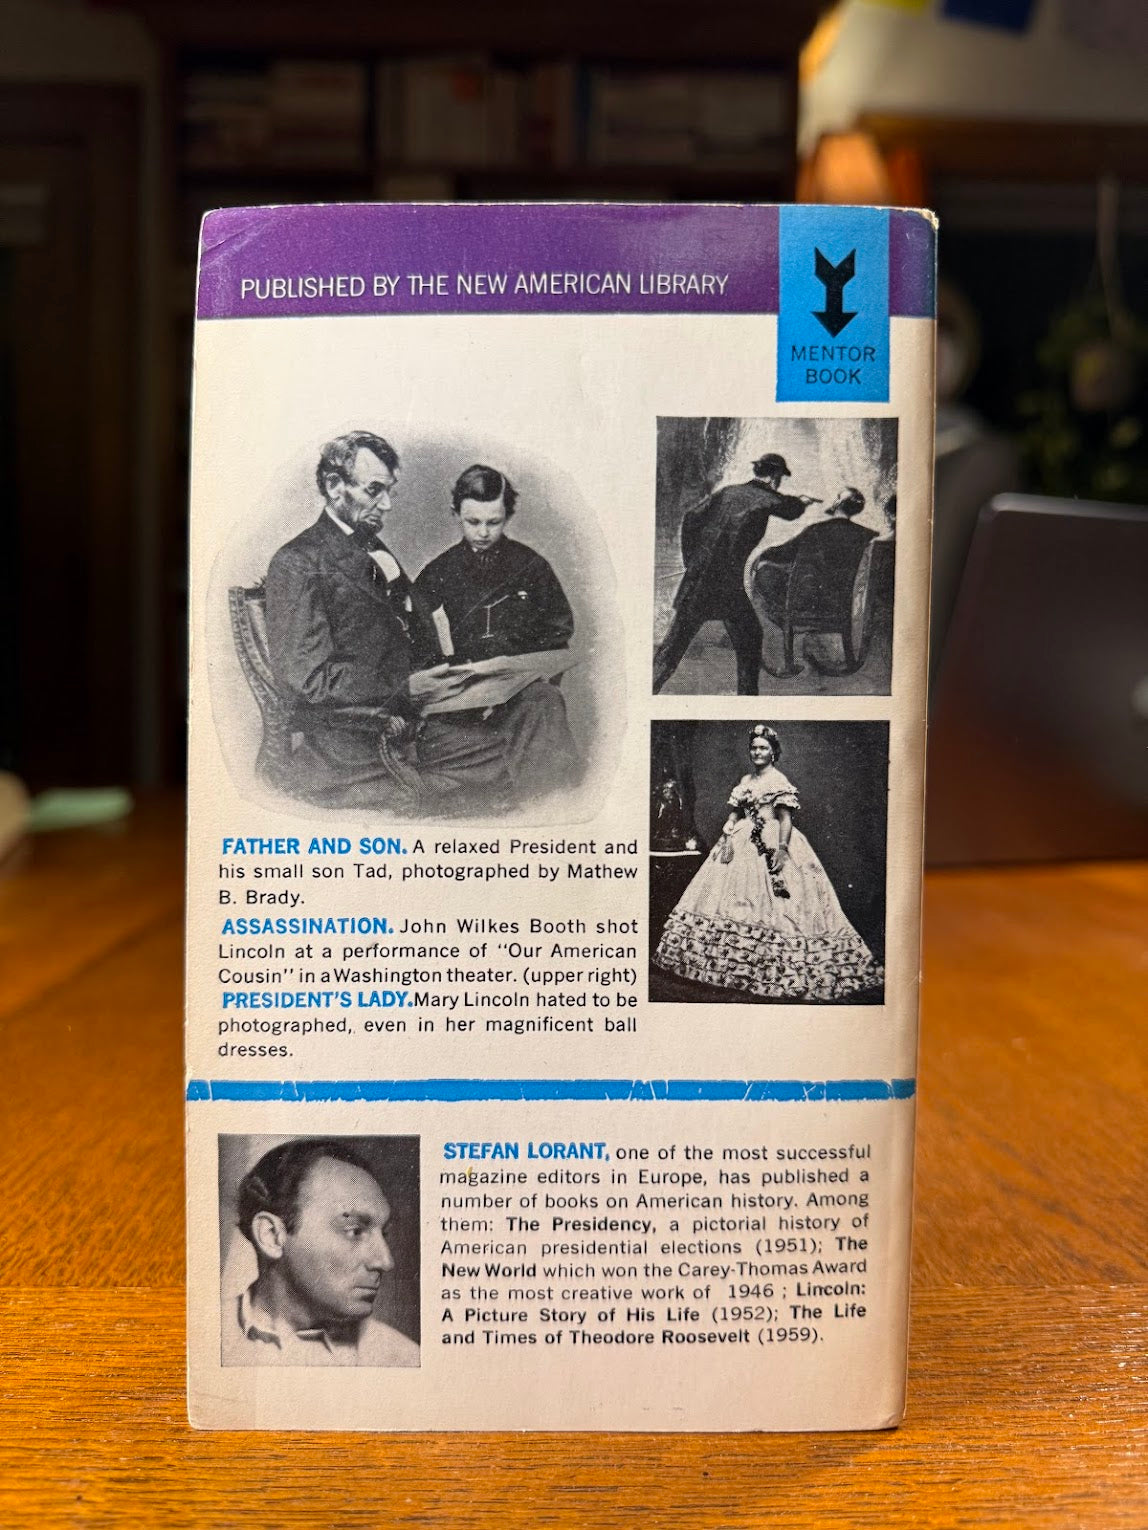 PUBLISHED BY THE NEW AMERICAN LIBRARY
MENTOR
BOOK
FATHER AND SON. A relaxed President and
his small son Tad, photographed by Mathew
B. Brady.
ASSASSINATION. John Wilkes Booth shot
Lincoln at a performance of "Our American
Cousin" in a Washington theater. (upper right)
PRESIDENT'S LADY. Mary Lincoln hated to be
photographed, even in her magnificent ball
dresses.
STEFAN LORANT, one of the most successful
magazine editors in Europe, has published a
number of books on American history. Among
them: The Presidency, a pictorial history of
American presidential elections (1951); The
New World which won the Carey-Thomas Award
as the most creative work of 1946 ; Lincoln:
A Picture Story of His Life (1952); The Life
and Times of Theodore Roosevelt (1959).